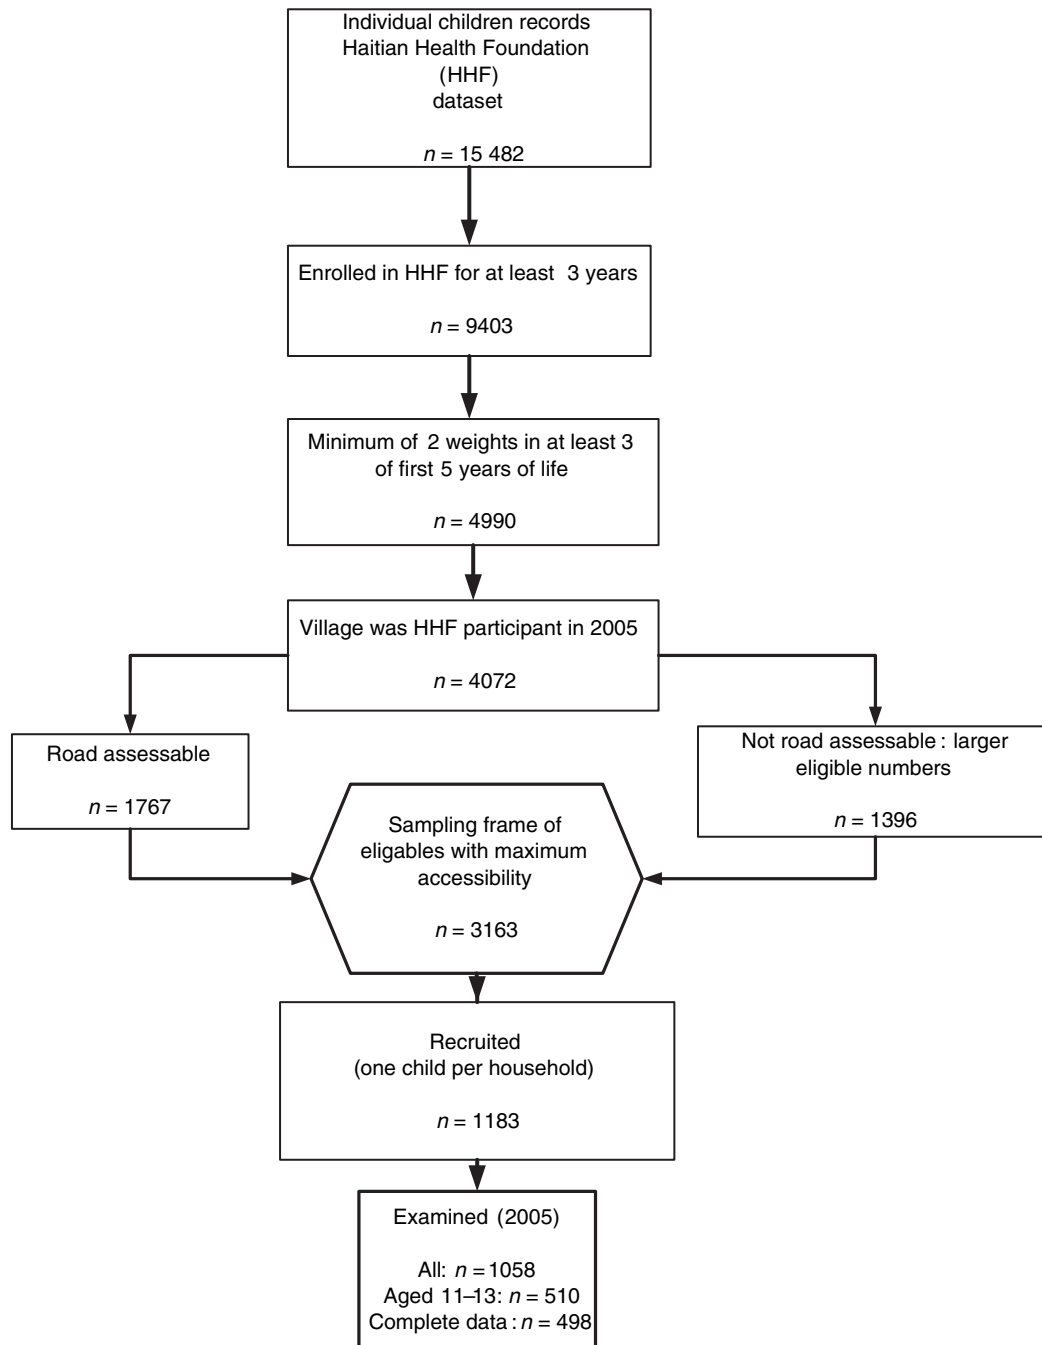 Individual children records
Haitian Health Foundation
(HHF)
dataset
n = 15 482
Enrolled in HHF for at least 3 years
n = 9403
Minimum of 2 weights in at least 3
of first 5 years of life
n = 4990
Village was HHF participant in 2005
n = 4072
Road assessable
n = 1767
Not road assessable : larger
eligible numbers
n = 1396
Sampling frame of
eligables with maximum
accessibility
n = 3163
Recruited
(one child per household)
n = 1183
Examined (2005)
All: n = 1058
Aged 11–13: n = 510
Complete data : n = 498